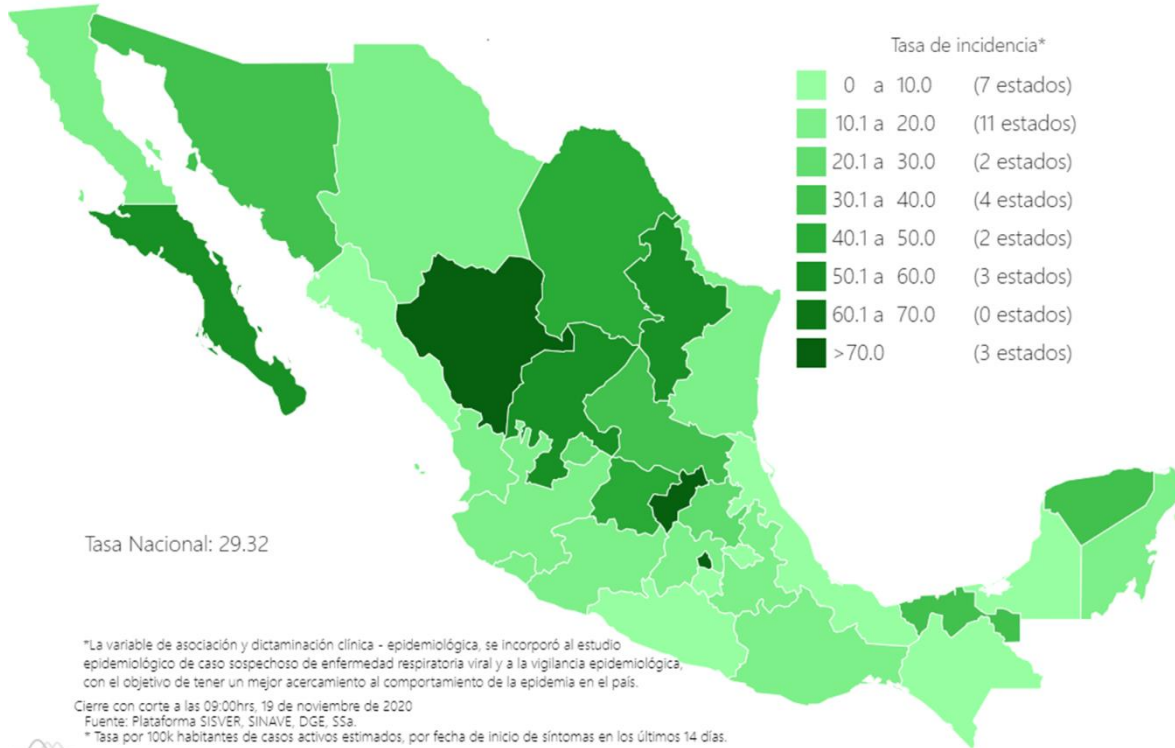 Tasa de incidencia*
0 a 10.0 (7 estados)
10.1 a 20.0 (11 estados)
20.1 a 30.0 (2 estados)
30.1 a 40.0 (4 estados)
40.1 a 50.0 (2 estados)
50.1 a 60.0 (3 estados)
60.1 a 70.0 (0 estados)
>70.0 (3 estados)
Tasa Nacional: 29.32
*La variable de asociación y dictaminación clínica - epidemiológica, se incorporó al estudio
epidemiológico de caso sospechoso de enfermedad respiratoria viral y a la vigilancia epidemiológica,
con el objetivo de tener un mejor acercamiento al comportamiento de la epidemia en el país.
Cierre con corte a las 09:00hrs, 19 de noviembre de 2020
Fuente: Plataforma SISVER, SINAVE, DGE, SSa.
* Tasa por 100k habitantes de casos activos estimados, por fecha de inicio de síntomas en los últimos 14 días.